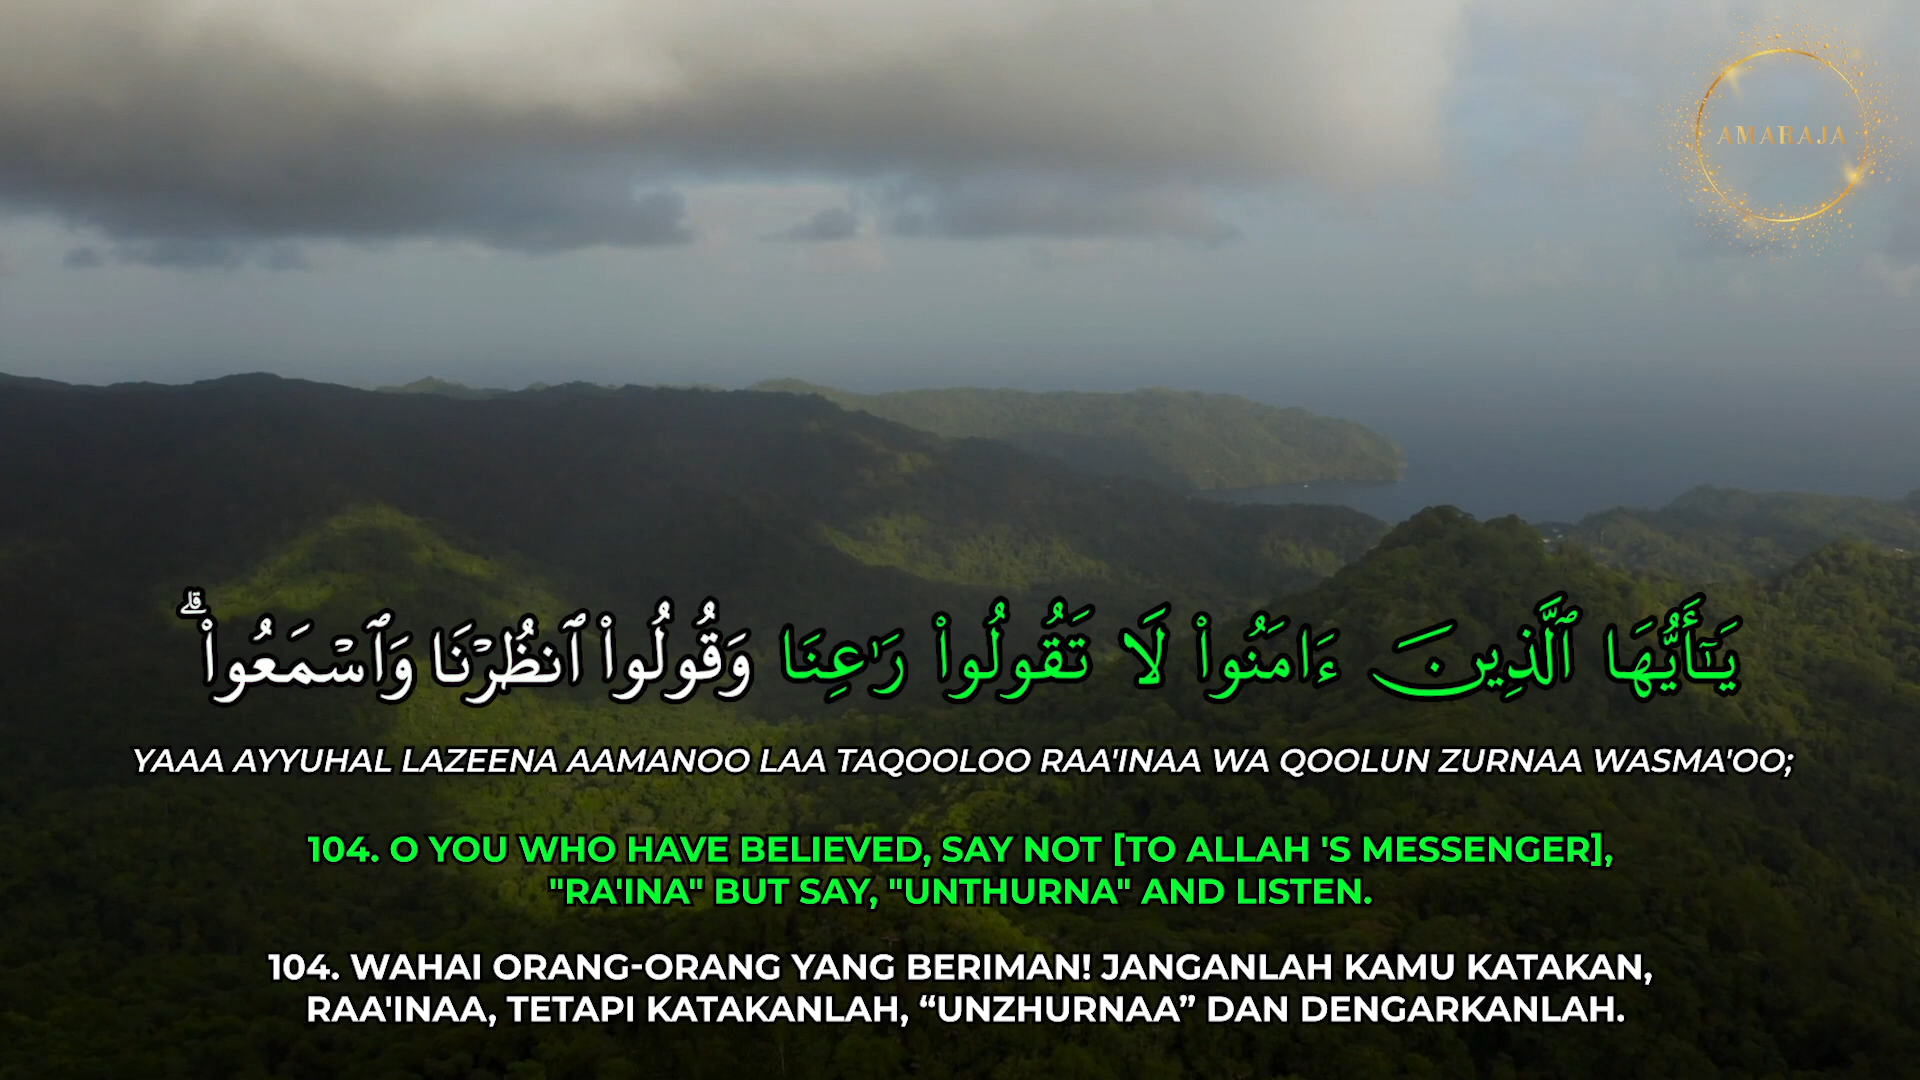 AMARAJA
يَـٰٓأَيُّهَا ٱلَّذِينَ ءَامَنُوا۟ لَا تَقُولُوا۟ رَٰعِنَا وَقُولُوا۟ ٱنظُرْنَا وَٱسْمَعُوا۟ ۗ
YAAA AYYUHAL LAZEENA AAMANOO LAA TAQOOLOO RAA'INAA WA QOOLUN ZURNAA WASMA'OO;
104. O YOU WHO HAVE BELIEVED, SAY NOT [TO ALLAH 'S MESSENGER],
"RA'INA" BUT SAY, "UNTHURNA" AND LISTEN.
104. WAHAI ORANG-ORANG YANG BERIMAN! JANGANLAH KAMU KATAKAN,
RAA'INAA, TETAPI KATAKANLAH, “UNZHURNAA” DAN DENGARKANLAH.